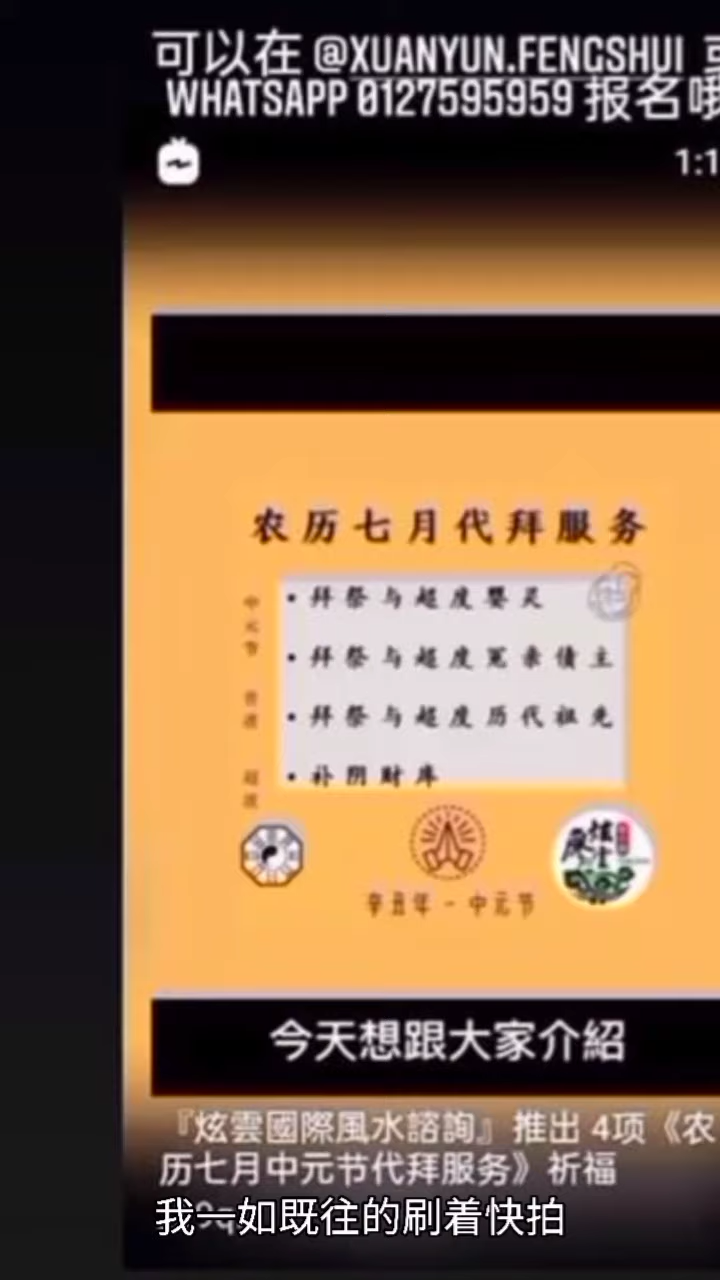 可以在 @XUANYUN.FENGSHUI
WHATSAPP 0127595959 报名哦
1:1
农历七月代拜服务
中元节
普渡
超度
• 拜祭与超度婴灵
• 拜祭与超度冤亲债主
• 拜祭与超度历代祖先
• 补阴财库
辛丑年 - 中元节
今天想跟大家介紹
『炫雲國際風水諮詢』推出 4项《农
历七月中元节代拜服务》祈福
我一如既往的刷着快拍